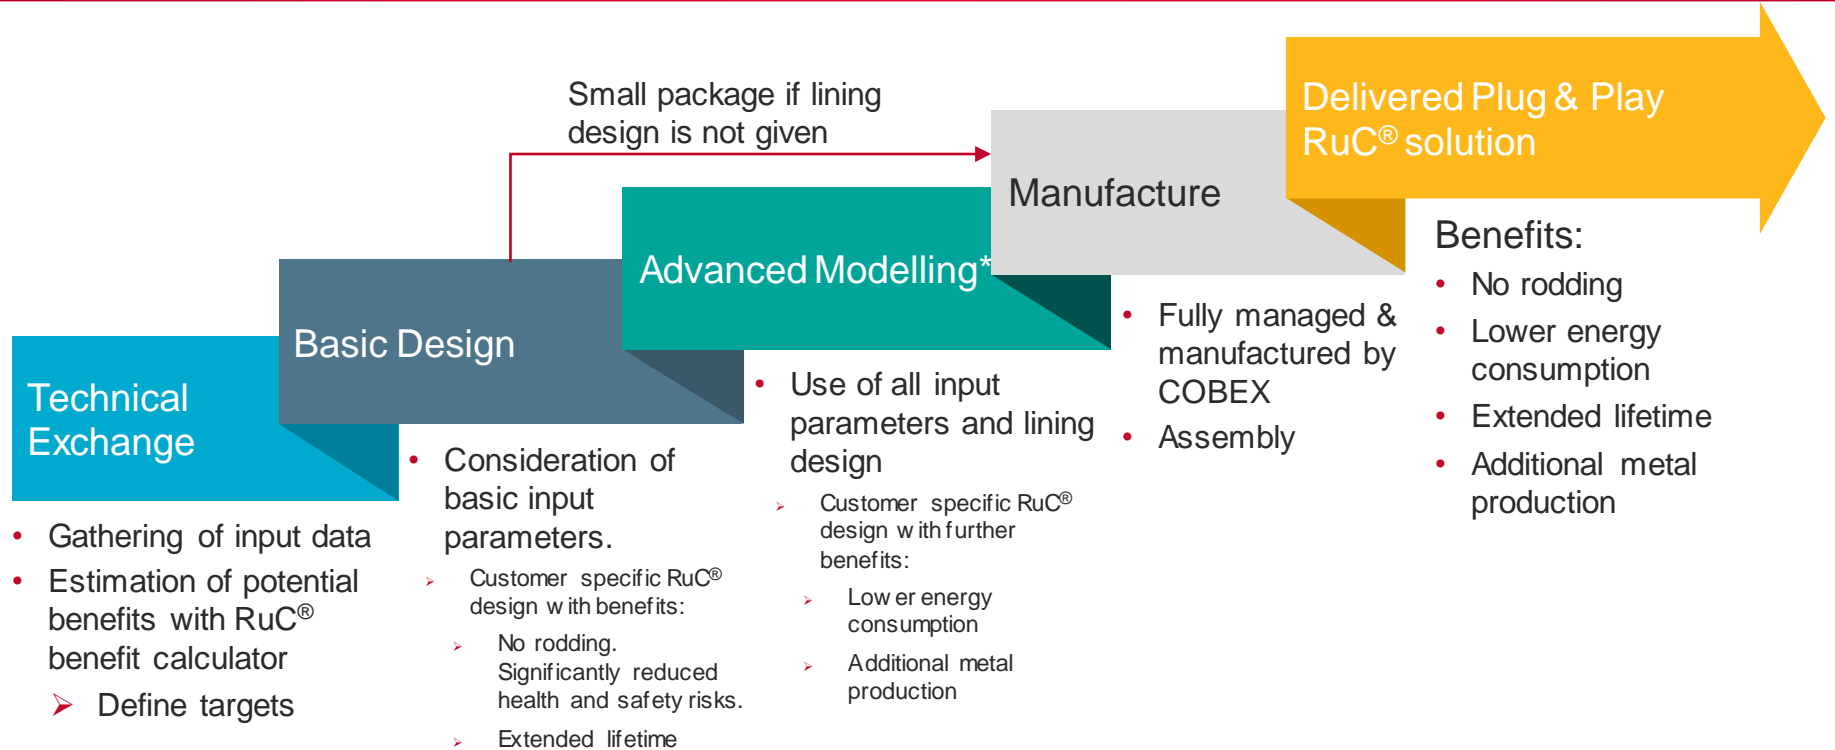 Small package if lining
design is not given
Delivered Plug & Play
RuC® solution
Manufacture
Advanced Modelling*
Basic Design
Technical
Exchange
• Gathering of input data
• Estimation of potential
benefits with RuC®
benefit calculator
➢ Define targets
• Consideration of
basic input
parameters.
➢ Customer specific RuC®
design with benefits:
➢ No rodding.
Significantly reduced
health and safety risks.
➢ Extended lifetime
• Use of all input
parameters and lining
design
➢ Customer specific RuC®
design with further
benefits:
➢ Lower energy
consumption
➢ Additional metal
production
• Fully managed &
manufactured by
COBEX
• Assembly
Benefits:
• No rodding
• Lower energy
consumption
• Extended lifetime
• Additional metal
production